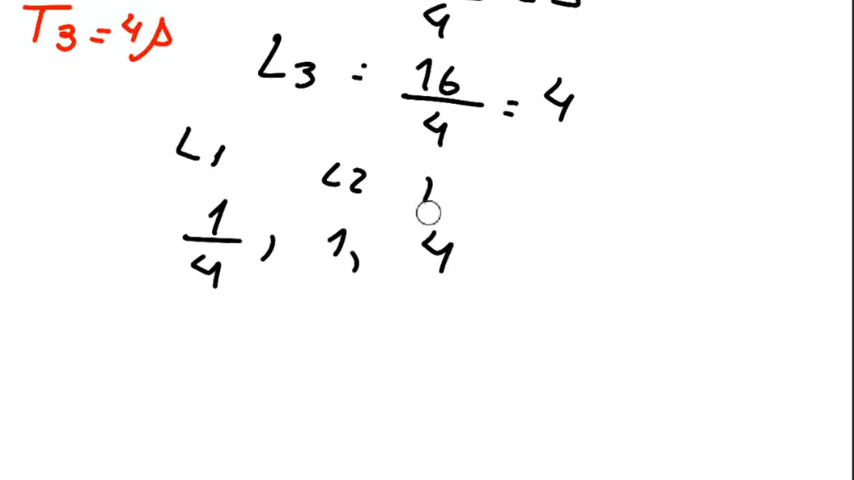 T₃ = 4s
4
L₃ = 16/4 = 4
L₁ L₂
1/4, 1, 4